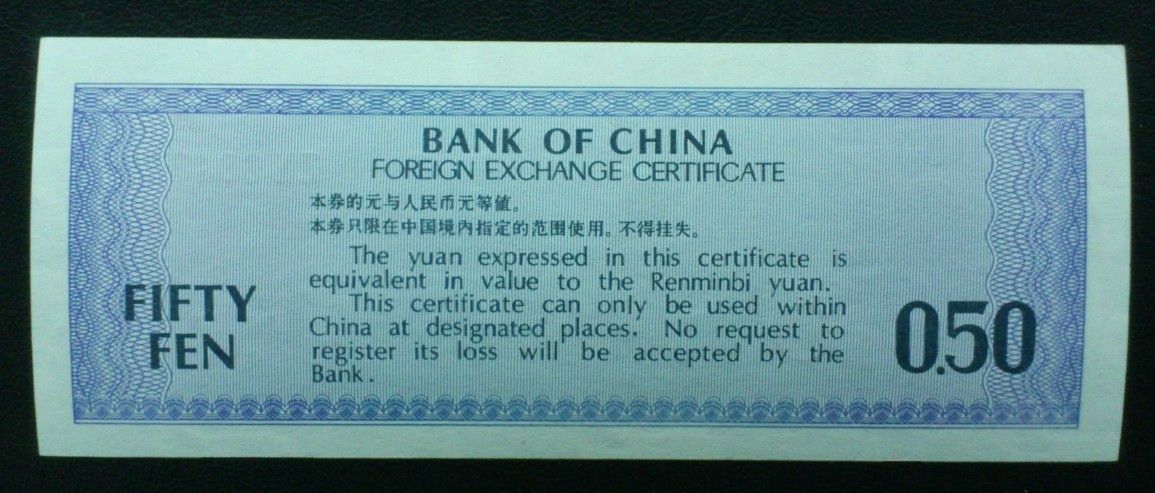 BANK OF CHINA
FOREIGN EXCHANGE CERTIFICATE
本券的元与人民币元等值。
本券只限在中国境内指定的范围使用。不得挂失。
The yuan expressed in this certificate is
equivalent in value to the Renminbi yuan.
This certificate can only be used within
China at designated places. No request to
register its loss will be accepted by the
Bank.
FIFTY
FEN
0.50